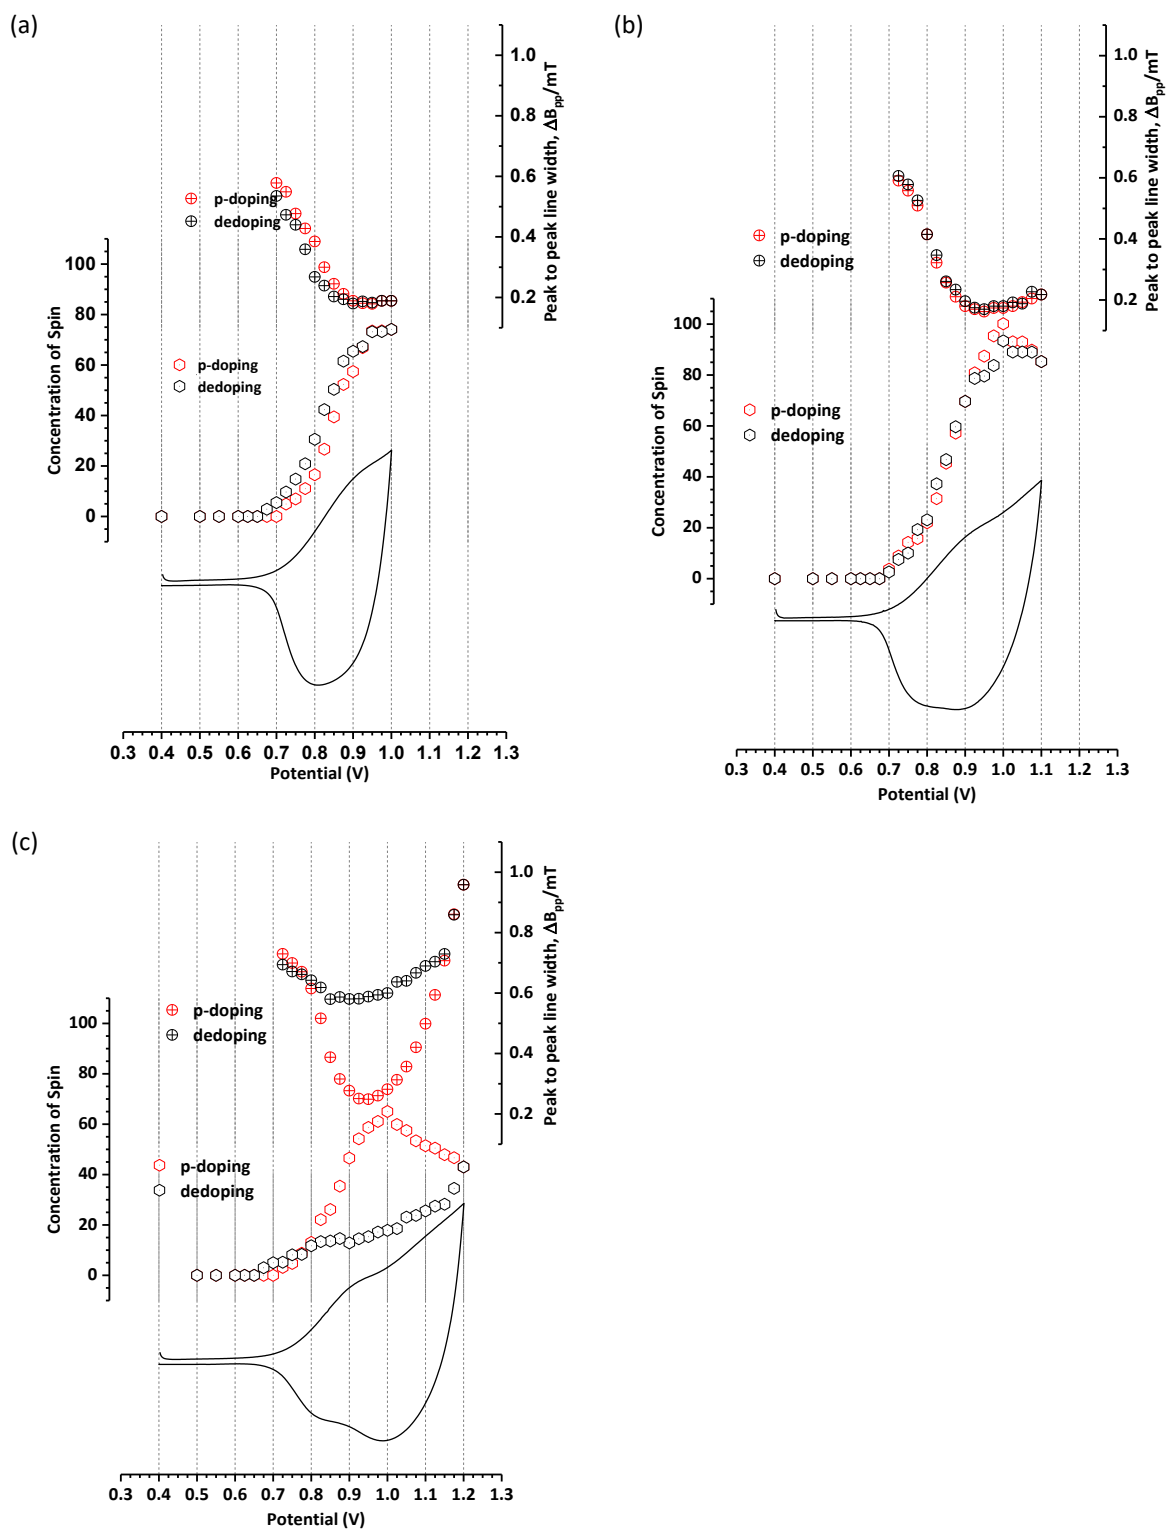 (a)
1.0
0.8
0.6
0.4
0.2
Peak to peak line width, ΔBpp/mT
p-doping
dedoping
100
80
60
40
20
0
Concentration of Spin
p-doping
dedoping
0.3 0.4 0.5 0.6 0.7 0.8 0.9 1.0 1.1 1.2 1.3
Potential (V)
(b)
1.0
0.8
0.6
0.4
0.2
Peak to peak line width, ΔBpp/mT
p-doping
dedoping
100
80
60
40
20
0
Concentration of Spin
p-doping
dedoping
0.3 0.4 0.5 0.6 0.7 0.8 0.9 1.0 1.1 1.2 1.3
Potential (V)
(c)
1.0
0.8
0.6
0.4
0.2
Peak to peak line width, ΔBpp/mT
p-doping
dedoping
100
80
60
40
20
0
Concentration of Spin
p-doping
dedoping
0.3 0.4 0.5 0.6 0.7 0.8 0.9 1.0 1.1 1.2 1.3
Potential (V)